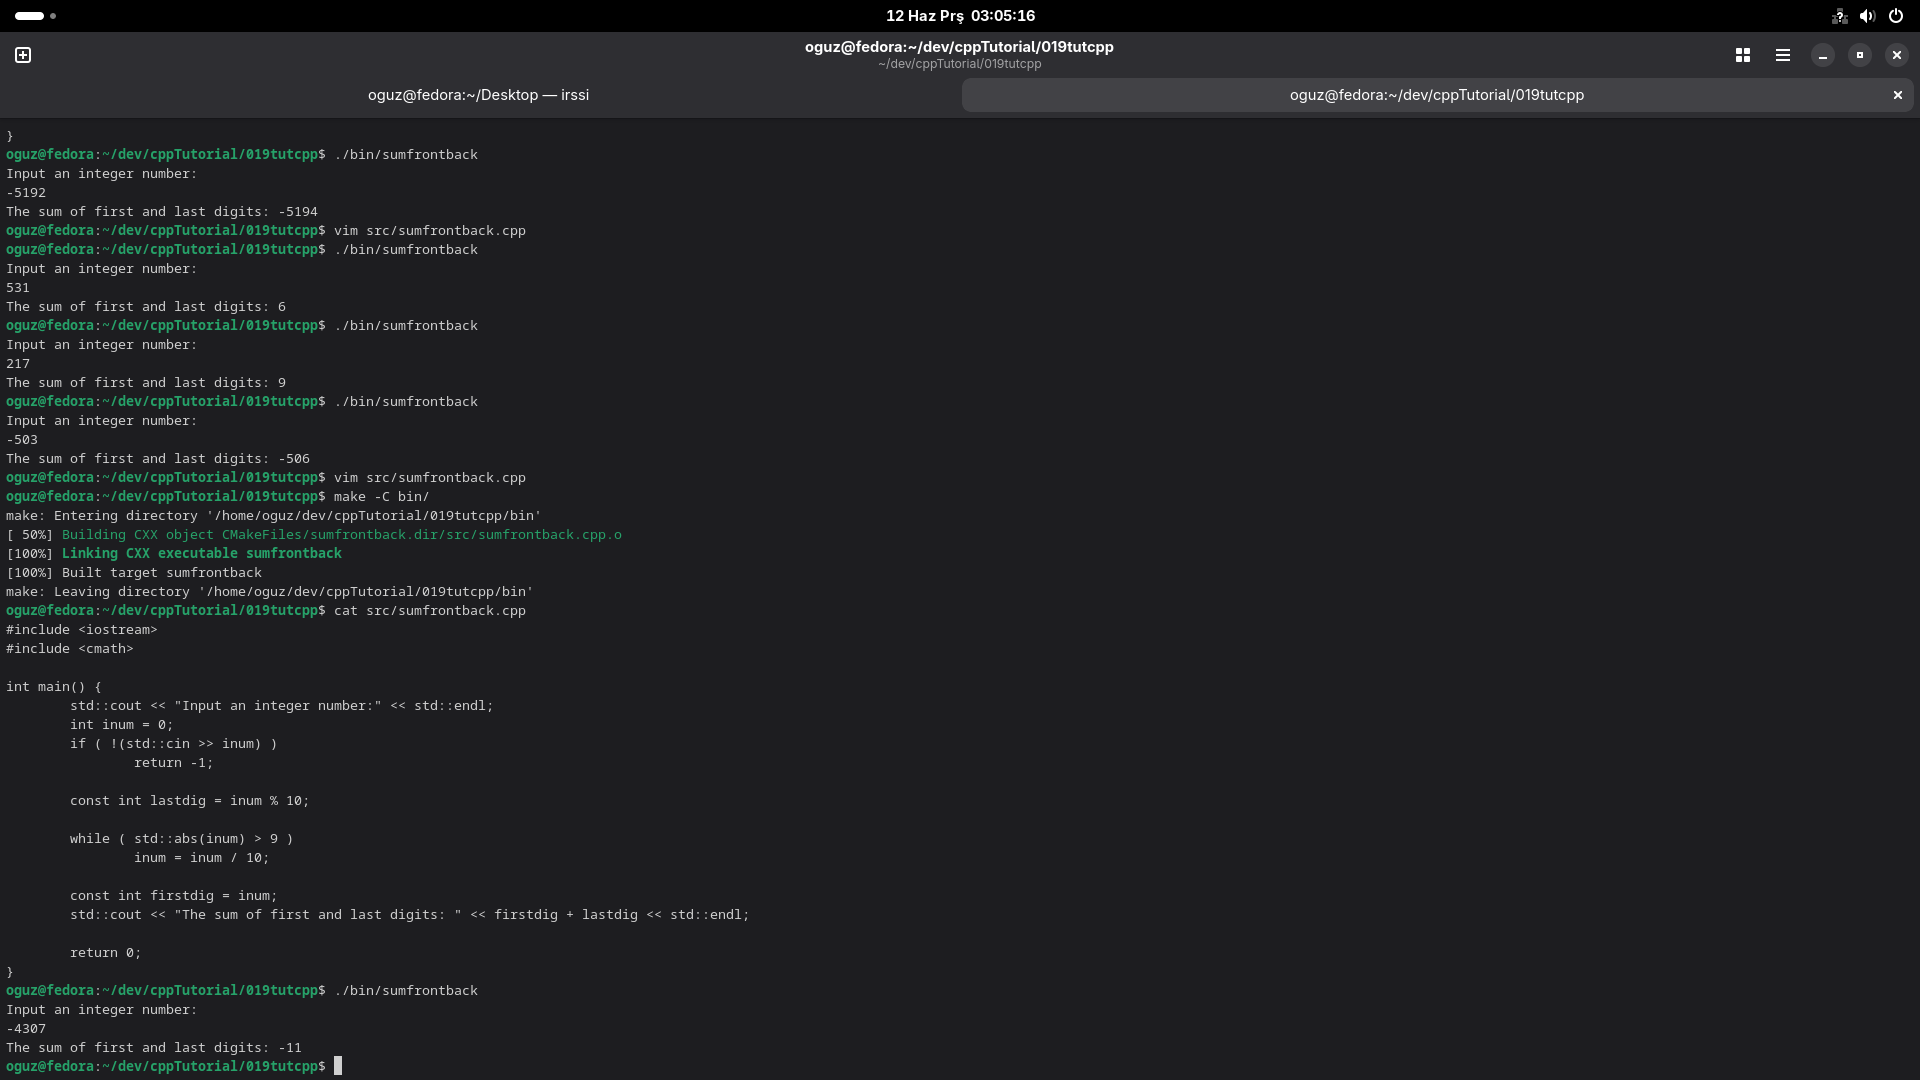 12 Haz Prş 03:05:16
oguz@fedora:~/dev/cppTutorial/019tutcpp
~/dev/cppTutorial/019tutcpp
oguz@fedora:~/Desktop — irssi
oguz@fedora:~/dev/cppTutorial/019tutcpp
}
oguz@fedora:~/dev/cppTutorial/019tutcpp$ ./bin/sumfrontback
Input an integer number:
-5192
The sum of first and last digits: -5194
oguz@fedora:~/dev/cppTutorial/019tutcpp$ vim src/sumfrontback.cpp
oguz@fedora:~/dev/cppTutorial/019tutcpp$ ./bin/sumfrontback
Input an integer number:
531
The sum of first and last digits: 6
oguz@fedora:~/dev/cppTutorial/019tutcpp$ ./bin/sumfrontback
Input an integer number:
217
The sum of first and last digits: 9
oguz@fedora:~/dev/cppTutorial/019tutcpp$ ./bin/sumfrontback
Input an integer number:
-503
The sum of first and last digits: -506
oguz@fedora:~/dev/cppTutorial/019tutcpp$ vim src/sumfrontback.cpp
oguz@fedora:~/dev/cppTutorial/019tutcpp$ make -C bin/
make: Entering directory '/home/oguz/dev/cppTutorial/019tutcpp/bin'
[ 50%] Building CXX object CMakeFiles/sumfrontback.dir/src/sumfrontback.cpp.o
[100%] Linking CXX executable sumfrontback
[100%] Built target sumfrontback
make: Leaving directory '/home/oguz/dev/cppTutorial/019tutcpp/bin'
oguz@fedora:~/dev/cppTutorial/019tutcpp$ cat src/sumfrontback.cpp
#include <iostream>
#include <cmath>

int main() {
        std::cout << "Input an integer number:" << std::endl;
        int inum = 0;
        if ( !(std::cin >> inum) )
                return -1;

        const int lastdig = inum % 10;

        while ( std::abs(inum) > 9 )
                inum = inum / 10;

        const int firstdig = inum;
        std::cout << "The sum of first and last digits: " << firstdig + lastdig << std::endl;

        return 0;
}
oguz@fedora:~/dev/cppTutorial/019tutcpp$ ./bin/sumfrontback
Input an integer number:
-4307
The sum of first and last digits: -11
oguz@fedora:~/dev/cppTutorial/019tutcpp$